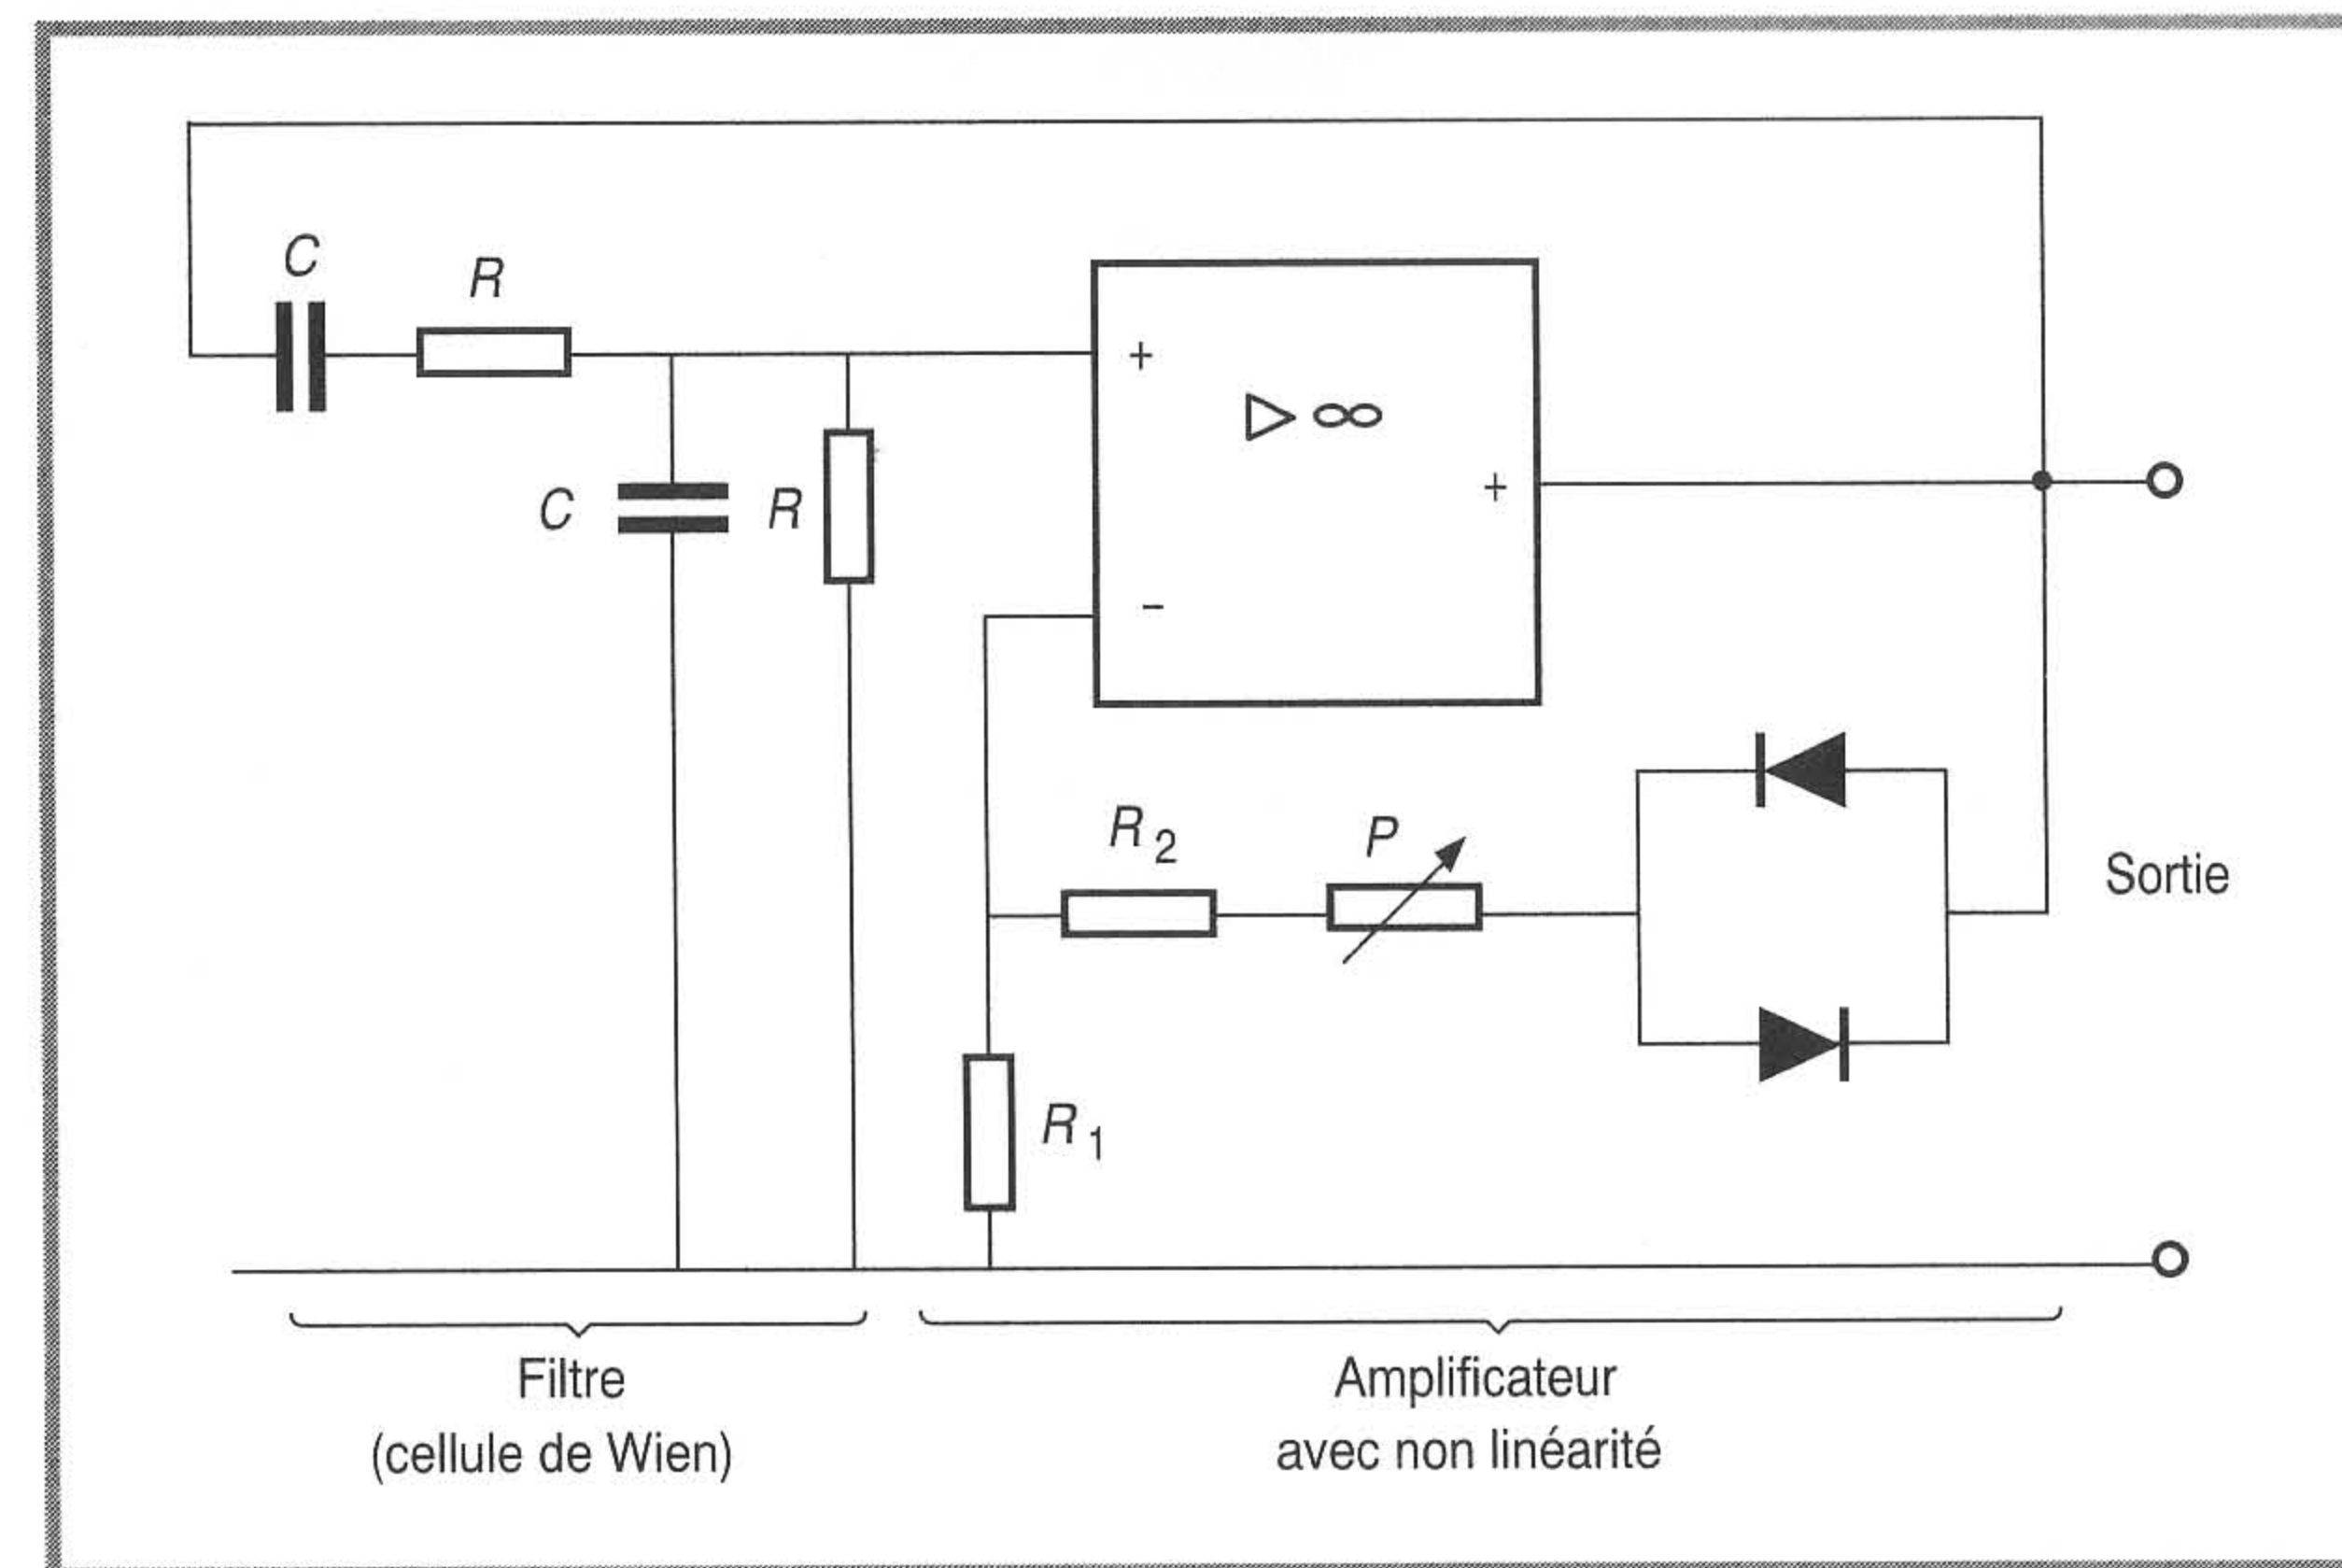 C
R
+
▷ ∞
+
C
R
−
R2
P
Sortie
R1
Filtre
(cellule de Wien)
Amplificateur
avec non linéarité